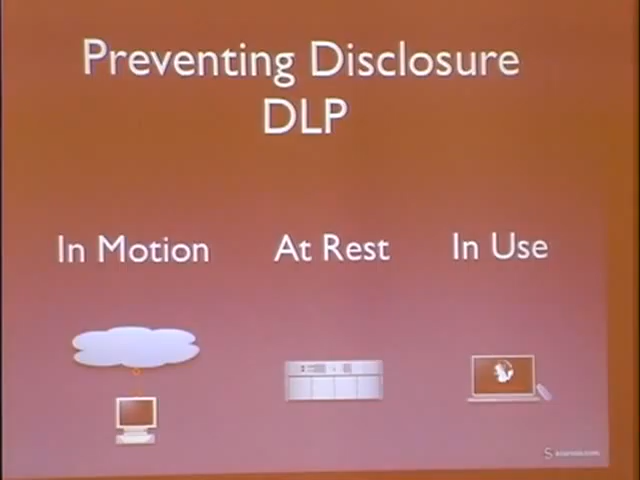 Preventing Disclosure
DLP
In Motion
At Rest
In Use